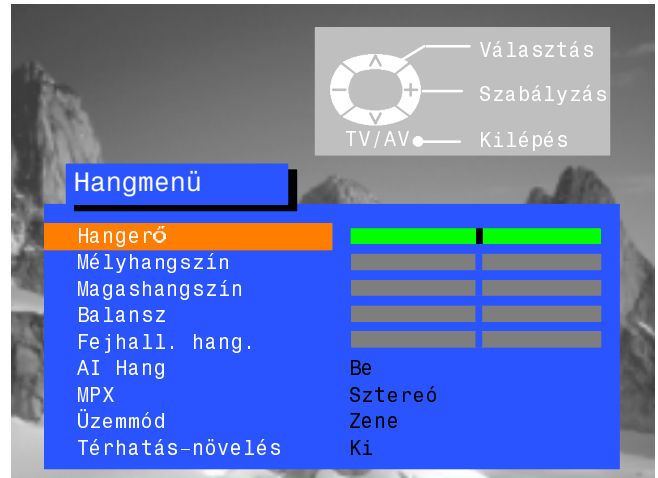 Választás
Szabályzás
TV/AV Kilépés
Hangmenü
Hangerő
Mélyhangszín
Magashangszín
Balansz
Fejhall. hang.
AI Hang Be
MPX Sztereó
Üzemmód Zene
Térhatás-növelés Ki